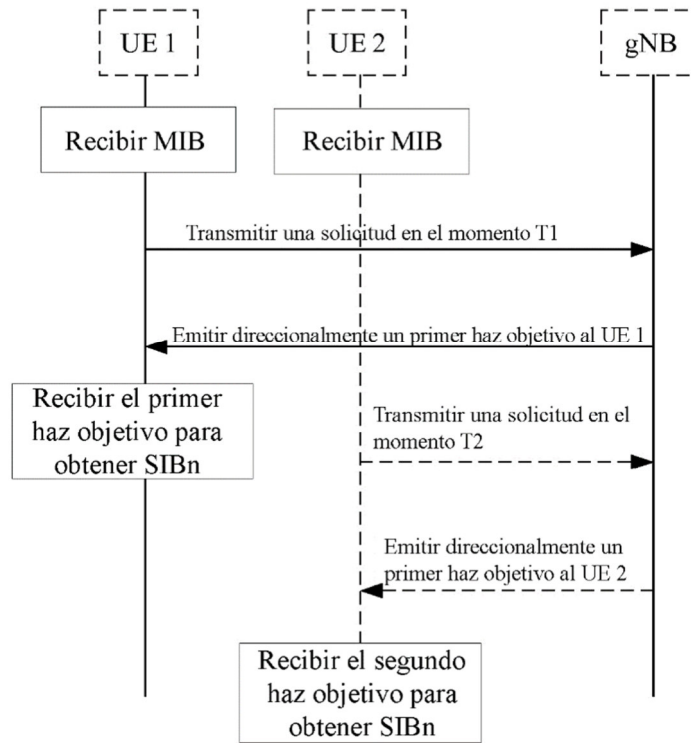 UE 1
UE 2
gNB
Recibir MIB
Recibir MIB
Transmitir una solicitud en el momento T1
Emitir direccionalmente un primer haz objetivo al UE 1
Recibir el primer
haz objetivo para
obtener SIBn
Transmitir una solicitud en el
momento T2
Emitir direccionalmente un
primer haz objetivo al UE 2
Recibir el segundo
haz objetivo para
obtener SIBn